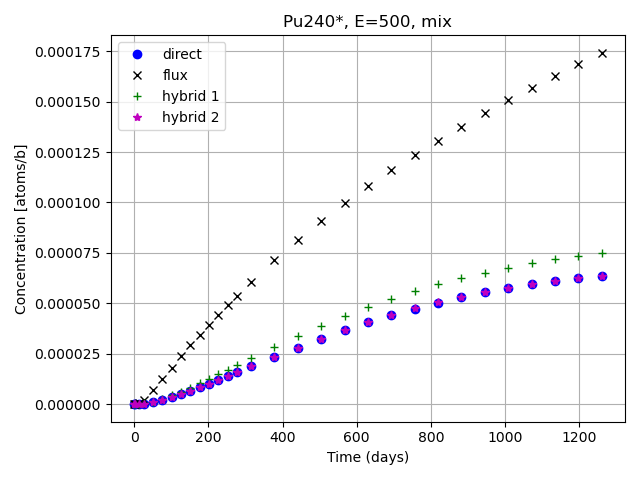 Pu240*, E=500, mix
direct
flux
hybrid 1
hybrid 2
0.000175
0.000150
0.000125
0.000100
0.000075
0.000050
0.000025
0.000000
Concentration [atoms/b]
0 200 400 600 800 1000 1200
Time (days)